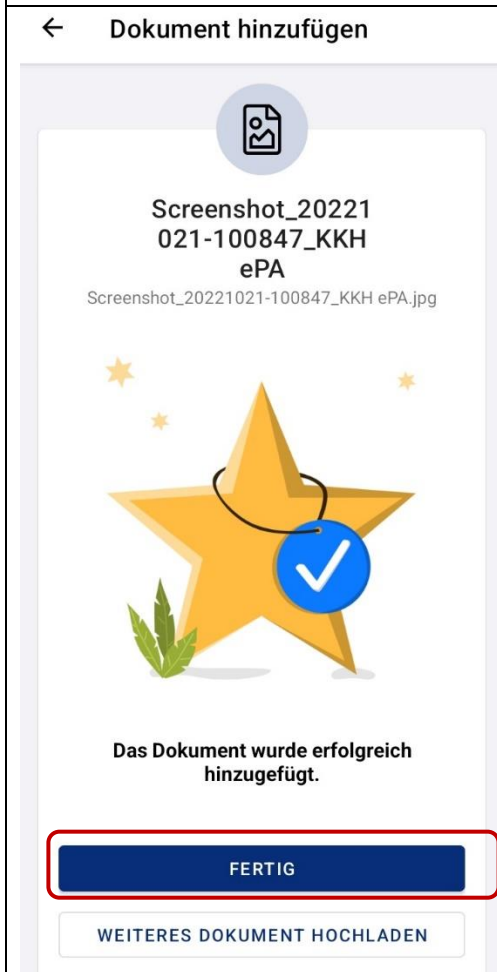 Dokument hinzufügen
Screenshot_20221
021-100847_KKH
ePA
Screenshot_20221021-100847_KKH ePA.jpg
Das Dokument wurde erfolgreich
hinzugefügt.
FERTIG
WEITERES DOKUMENT HOCHLADEN